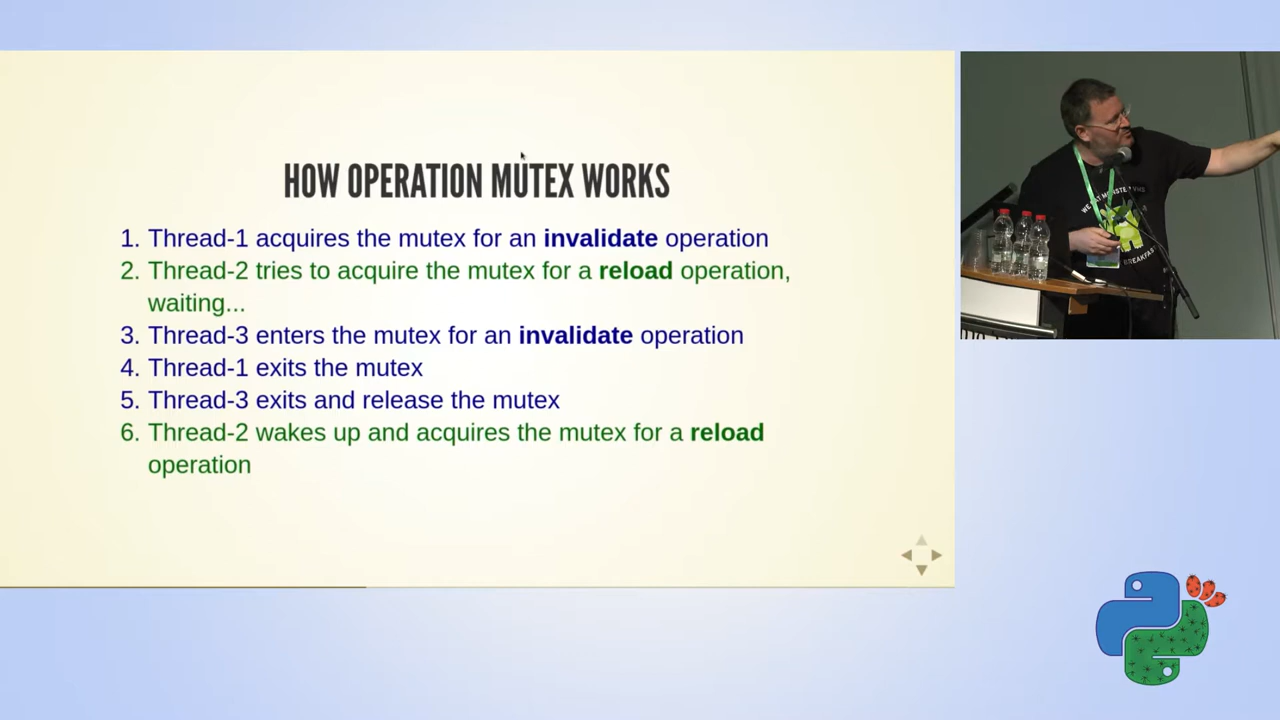 HOW OPERATION MUTEX WORKS
1. Thread-1 acquires the mutex for an invalidate operation
2. Thread-2 tries to acquire the mutex for a reload operation,
waiting...
3. Thread-3 enters the mutex for an invalidate operation
4. Thread-1 exits the mutex
5. Thread-3 exits and release the mutex
6. Thread-2 wakes up and acquires the mutex for a reload
operation
BREAKFAST